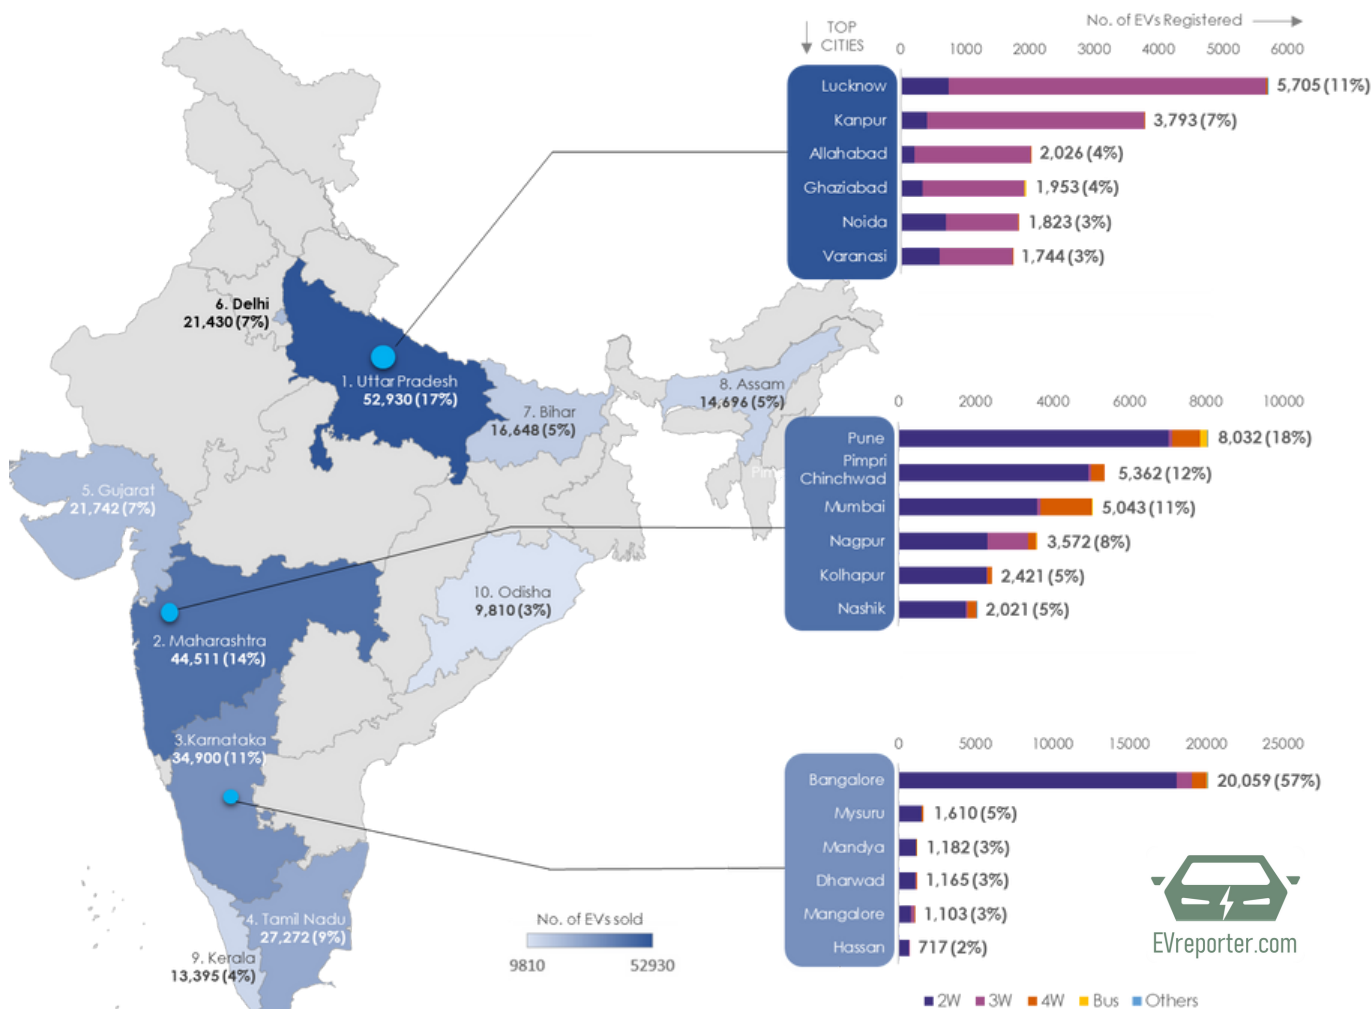 No. of EVs Registered
TOP
CITIES
0 1000 2000 3000 4000 5000 6000
Lucknow 5,705 (11%)
Kanpur 3,793 (7%)
Allahabad 2,026 (4%)
Ghaziabad 1,953 (4%)
Noida 1,823 (3%)
Varanasi 1,744 (3%)
6. Delhi
21,430 (7%)
1. Uttar Pradesh
52,930 (17%)
7. Bihar
16,648 (5%)
8. Assam
14,696 (5%)
5. Gujarat
21,742 (7%)
0 2000 4000 6000 8000 10000
Pune 8,032 (18%)
Pimpri
Chinchwad 5,362 (12%)
Mumbai 5,043 (11%)
Nagpur 3,572 (8%)
Kolhapur 2,421 (5%)
Nashik 2,021 (5%)
10. Odisha
9,810 (3%)
2. Maharashtra
44,511 (14%)
3.Karnataka
34,900 (11%)
0 5000 10000 15000 20000 25000
Bangalore 20,059 (57%)
Mysuru 1,610 (5%)
Mandya 1,182 (3%)
Dharwad 1,165 (3%)
Mangalore 1,103 (3%)
Hassan 717 (2%)
4. Tamil Nadu
27,272 (9%)
9. Kerala
13,395 (4%)
No. of EVs sold
9810 52930
EVreporter.com
2W 3W 4W Bus Others